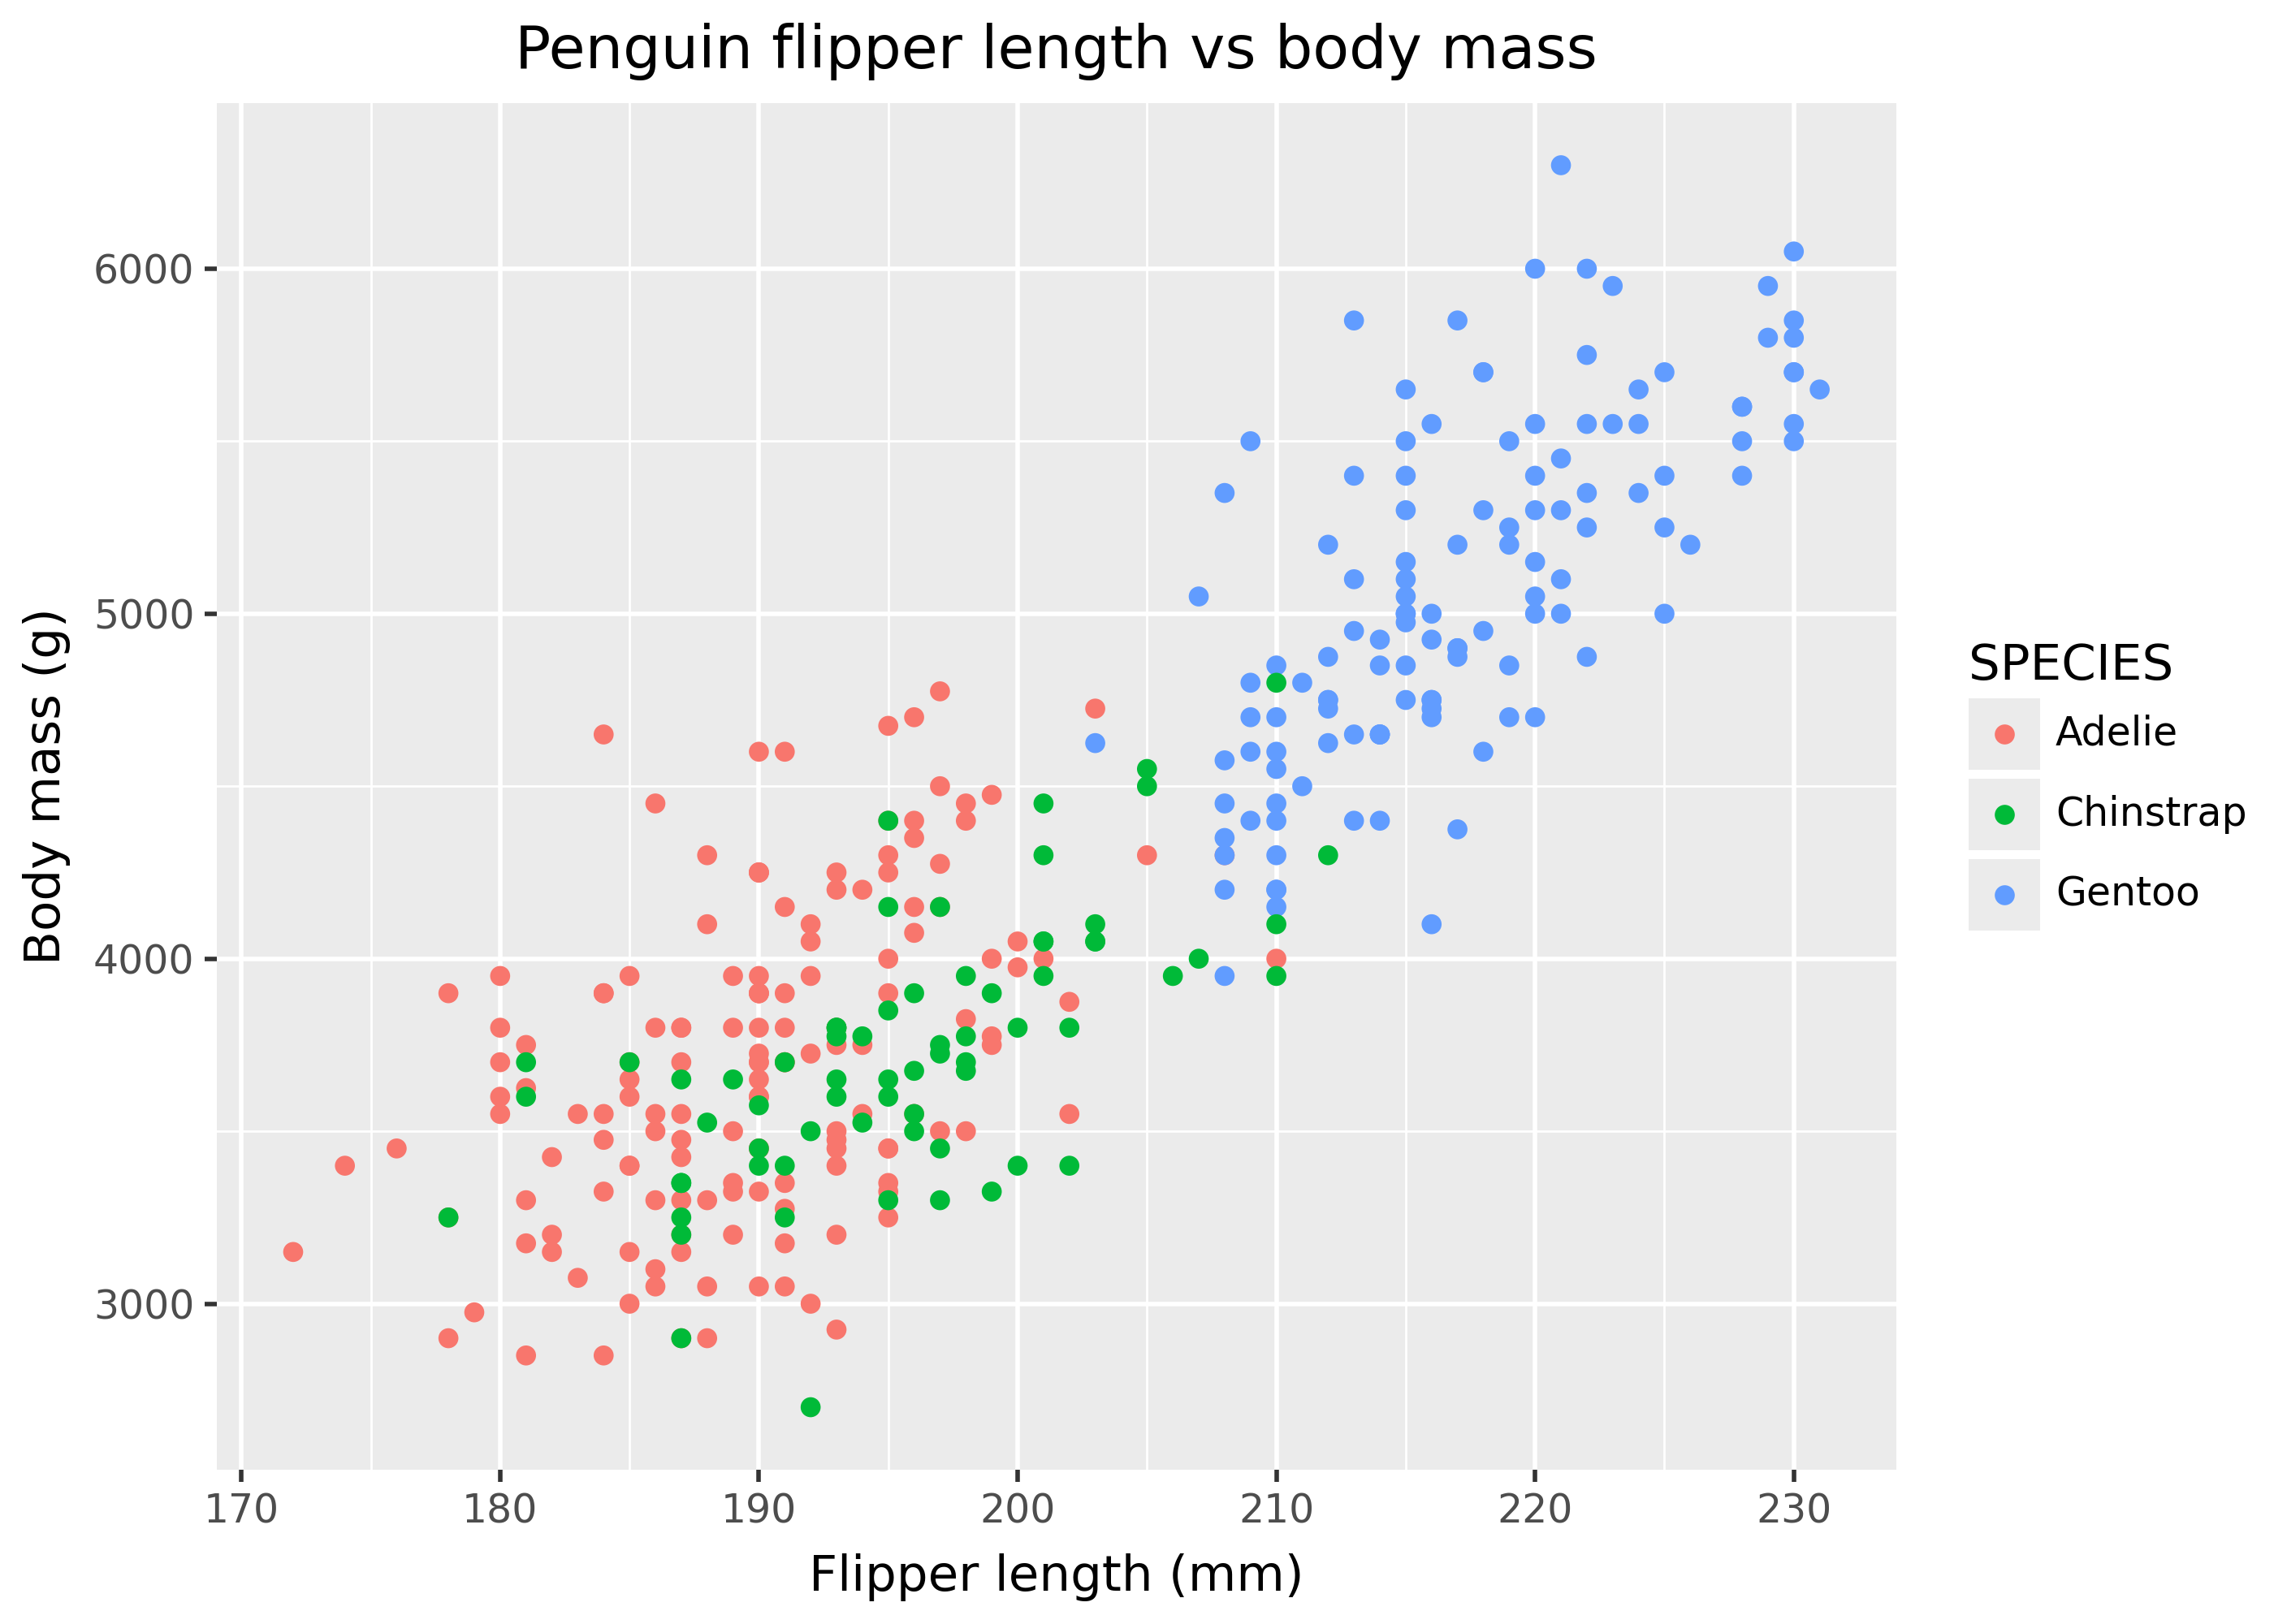 Penguin flipper length vs body mass
Body mass (g)
6000
5000
4000
3000
170 180 190 200 210 220 230
Flipper length (mm)
SPECIES
Adelie
Chinstrap
Gentoo